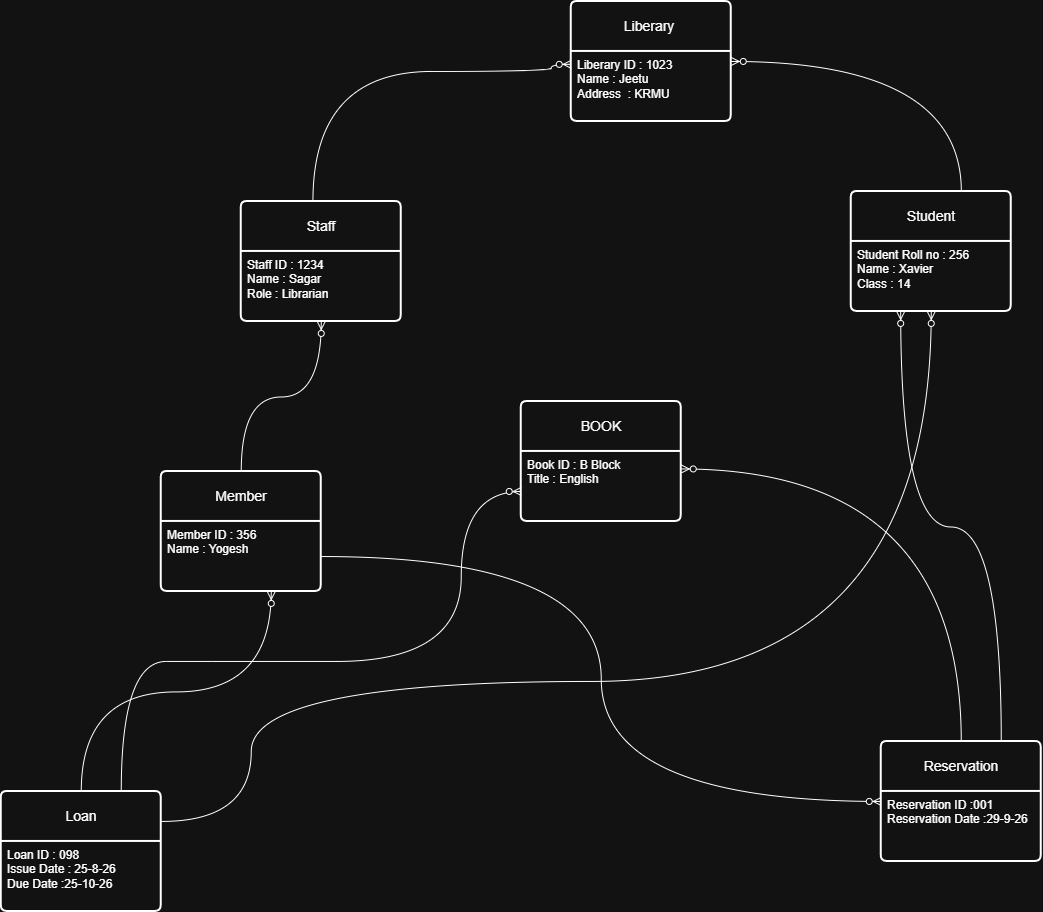 Liberary
Liberary ID : 1023
Name : Jeetu
Address  : KRMU
Staff
Staff ID : 1234
Name : Sagar
Role : Librarian
Student
Student Roll no : 256
Name : Xavier
Class : 14
BOOK
Book ID : B Block
Title : English
Member
Member ID : 356
Name : Yogesh
Reservation
Reservation ID :001
Reservation Date :29-9-26
Loan
Loan ID : 098
Issue Date : 25-8-26
Due Date :25-10-26